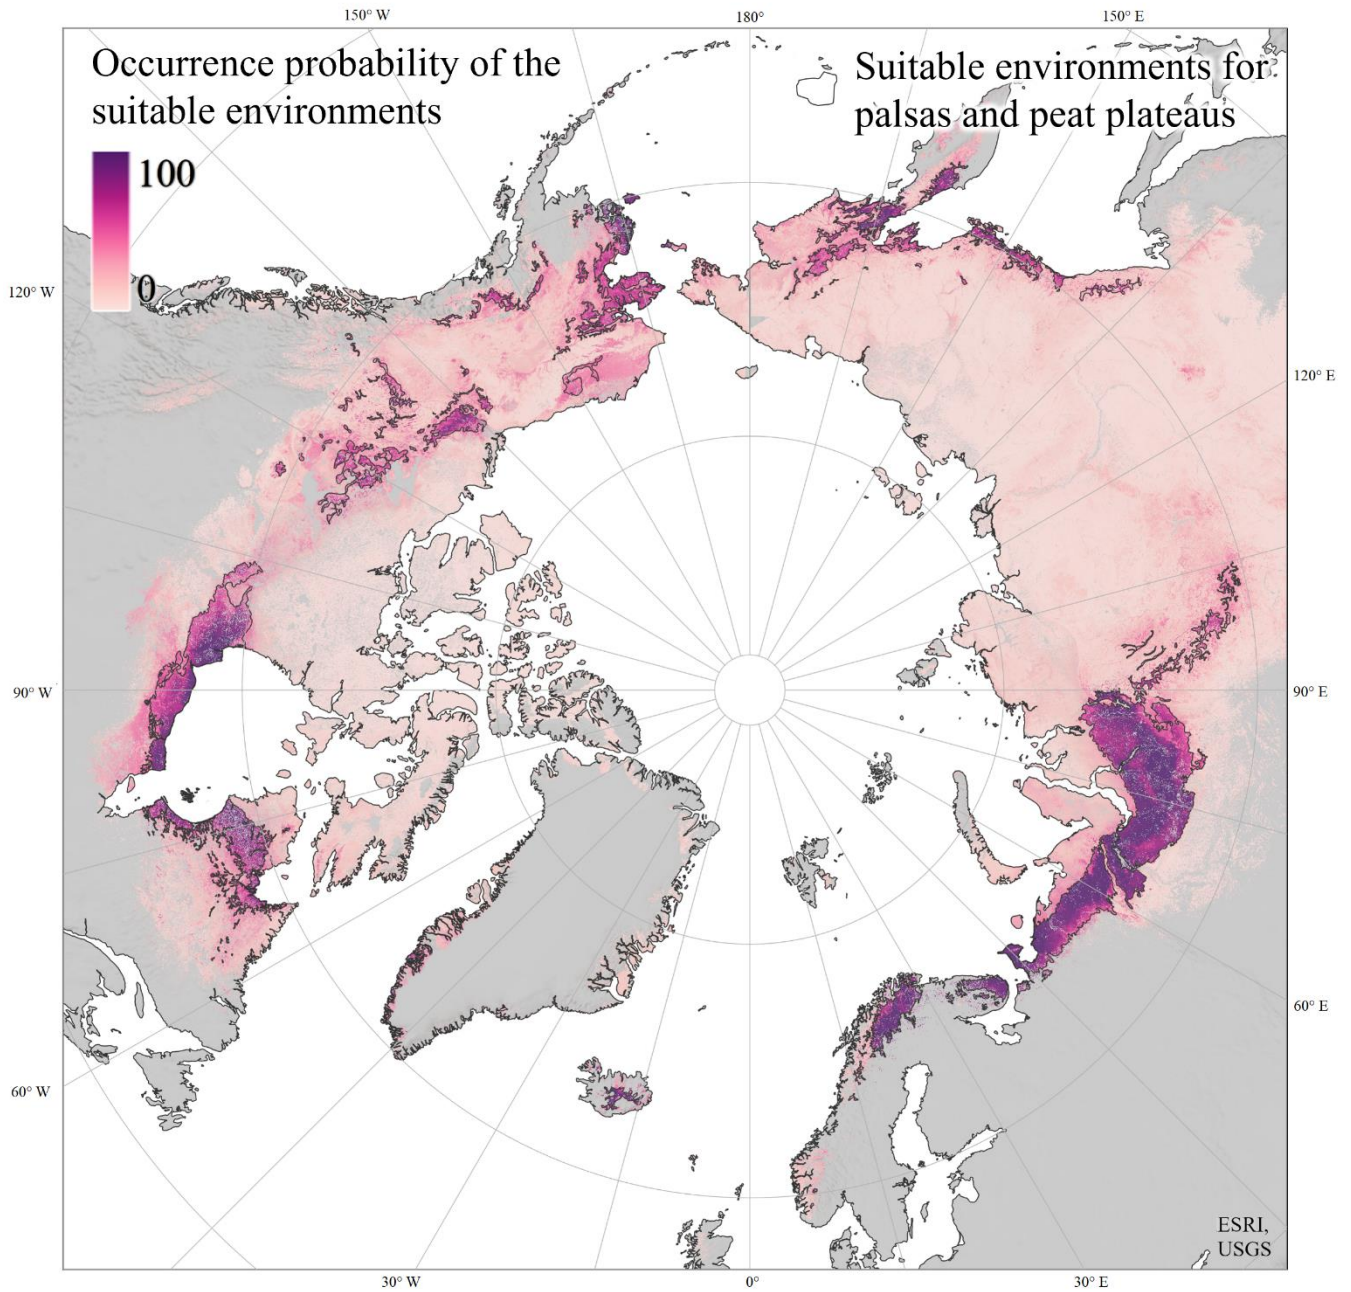 150° W
180°
150° E
Occurrence probability of the
suitable environments
Suitable environments for
palsas and peat plateaus
100
0
120° W
120° E
90° W
90° E
60° E
60° W
ESRI,
USGS
30° W
0°
30° E